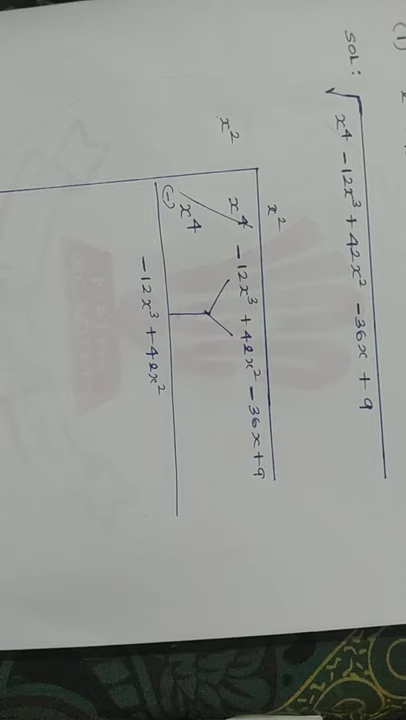 (1)
SOL: √x⁴ - 12x³ + 42x² - 36x + 9
x²
x² x⁴ - 12x³ + 42x² - 36x + 9
(-) x⁴
- 12x³ + 42x²